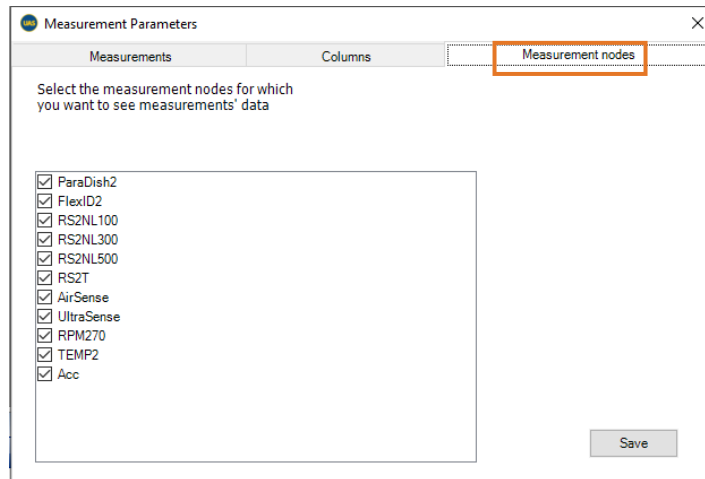 UAS Measurement Parameters
Measurements Columns Measurement nodes
Select the measurement nodes for which
you want to see measurements' data
ParaDish2
FlexID2
RS2NL100
RS2NL300
RS2NL500
RS2T
AirSense
UltraSense
RPM270
TEMP2
Acc
Save